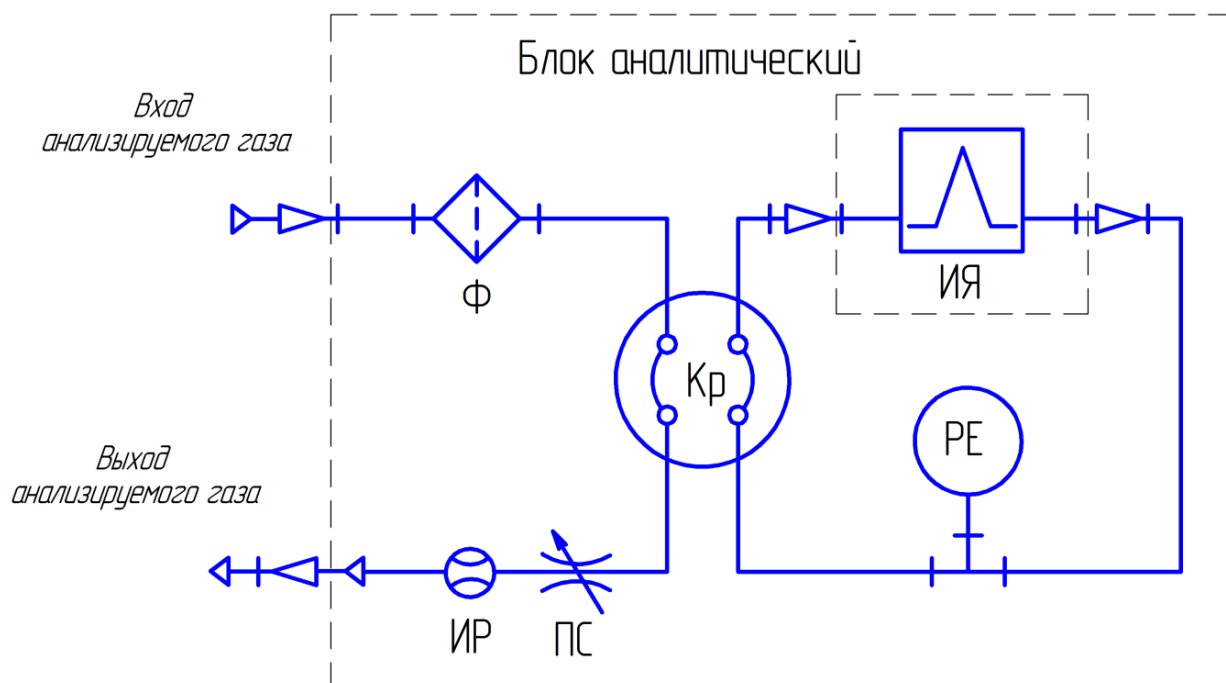 Блок аналитический
Вход
анализируемого газа
Ф
ИЯ
Кр
РЕ
Выход
анализируемого газа
ИР
ПС